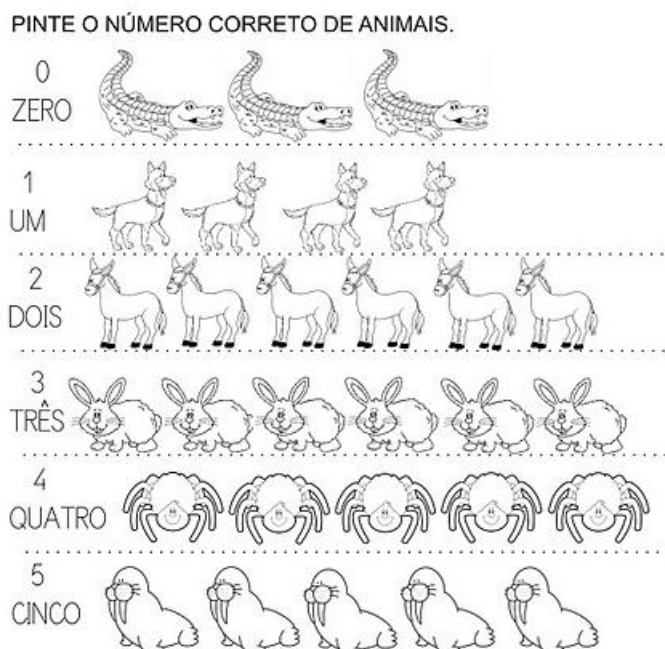 PINTE O NÚMERO CORRETO DE ANIMAIS.
0
ZERO
1
UM
2
DOIS
3
TRÊS
4
QUATRO
5
CINCO